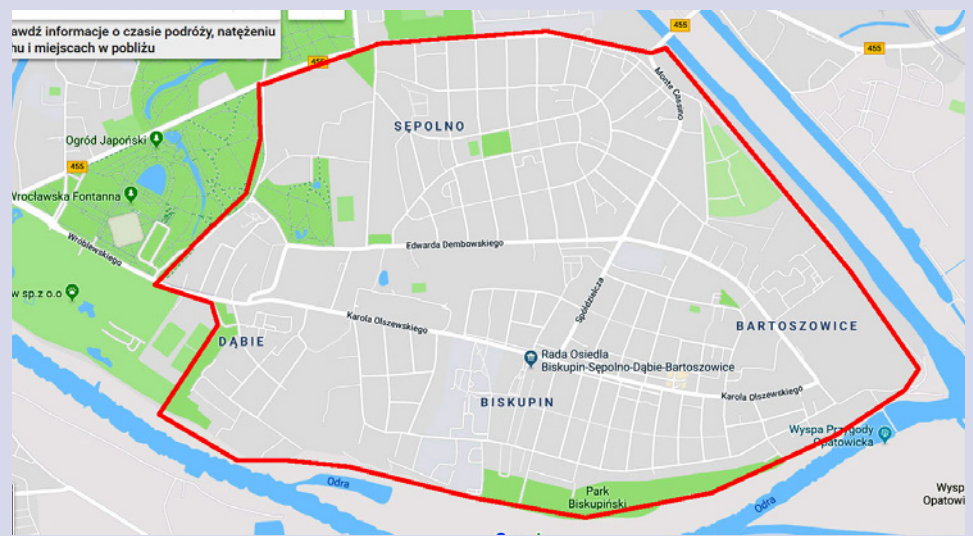 awdź informacje o czasie podróży, natężeniu
hu i miejscach w pobliżu
455
455
455
Monte Cassino
SĘPOLNO
Ogród Japoński
455
Wrocławska Fontanna
Wróblewskiego
Edwarda Dembowskiego
w sp.z o.o
Spółdzielcza
Karola Olszewskiego
BARTOSZOWICE
DĄBIE
Rada Osiedla
Biskupin-Sępolno-Dąbie-Bartoszowice
Karola Olszewskiego
BISKUPIN
Wyspa Przygody
Opatowicka
Odra
Park
Biskupiński
Odra
Wysp
Opatowi